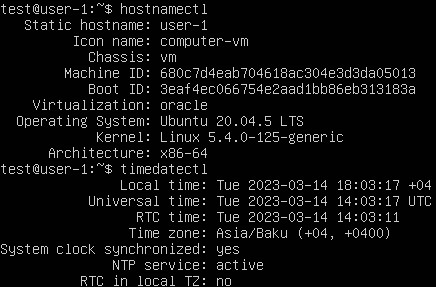 test@user-1:~$ hostnamectl
Static hostname: user-1
Icon name: computer-vm
Chassis: vm
Machine ID: 680c7d4eab704618ac304e3d3da05013
Boot ID: 3eaf4ec066754e2aad1bb86eb313183a
Virtualization: oracle
Operating System: Ubuntu 20.04.5 LTS
Kernel: Linux 5.4.0-125-generic
Architecture: x86-64
test@user-1:~$ timedatectl
Local time: Tue 2023-03-14 18:03:17 +04
Universal time: Tue 2023-03-14 14:03:17 UTC
RTC time: Tue 2023-03-14 14:03:11
Time zone: Asia/Baku (+04, +0400)
System clock synchronized: yes
NTP service: active
RTC in local TZ: no